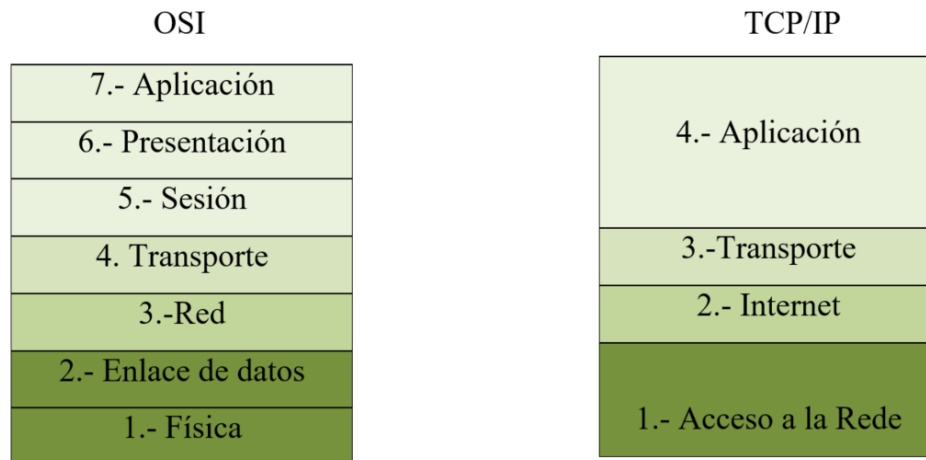 OSI
7.- Aplicación
6.- Presentación
5.- Sesión
4. Transporte
3.-Red
2.- Enlace de datos
1.- Física
TCP/IP
4.- Aplicación
3.-Transporte
2.- Internet
1.- Acceso a la Rede